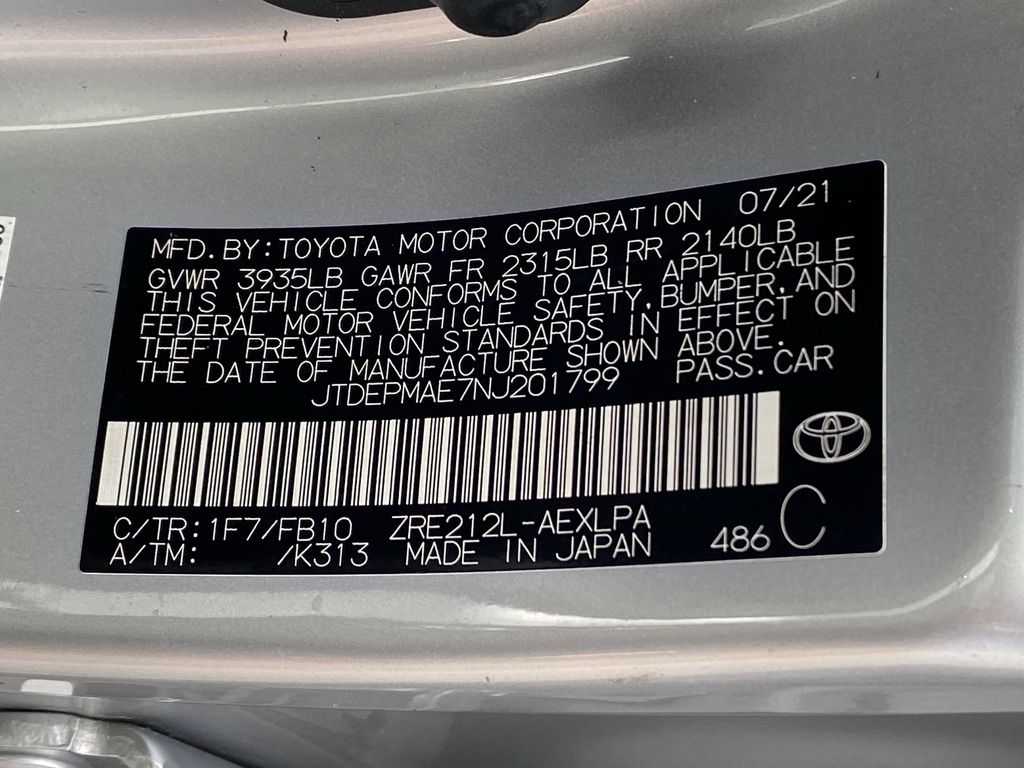 MFD. BY: TOYOTA MOTOR CORPORATION 07/21
GVWR 3935LB GAWR FR 2315LB RR 2140LB
THIS VEHICLE CONFORMS TO ALL APPLICABLE
FEDERAL MOTOR VEHICLE SAFETY, BUMPER, AND
THEFT PREVENTION STANDARDS IN EFFECT ON
THE DATE OF MANUFACTURE SHOWN ABOVE.
JTDEPMAE7NJ201799 PASS. CAR
C/TR: 1F7/FB10 ZRE212L-AEXLPA
A/TM: /K313 MADE IN JAPAN 486 C